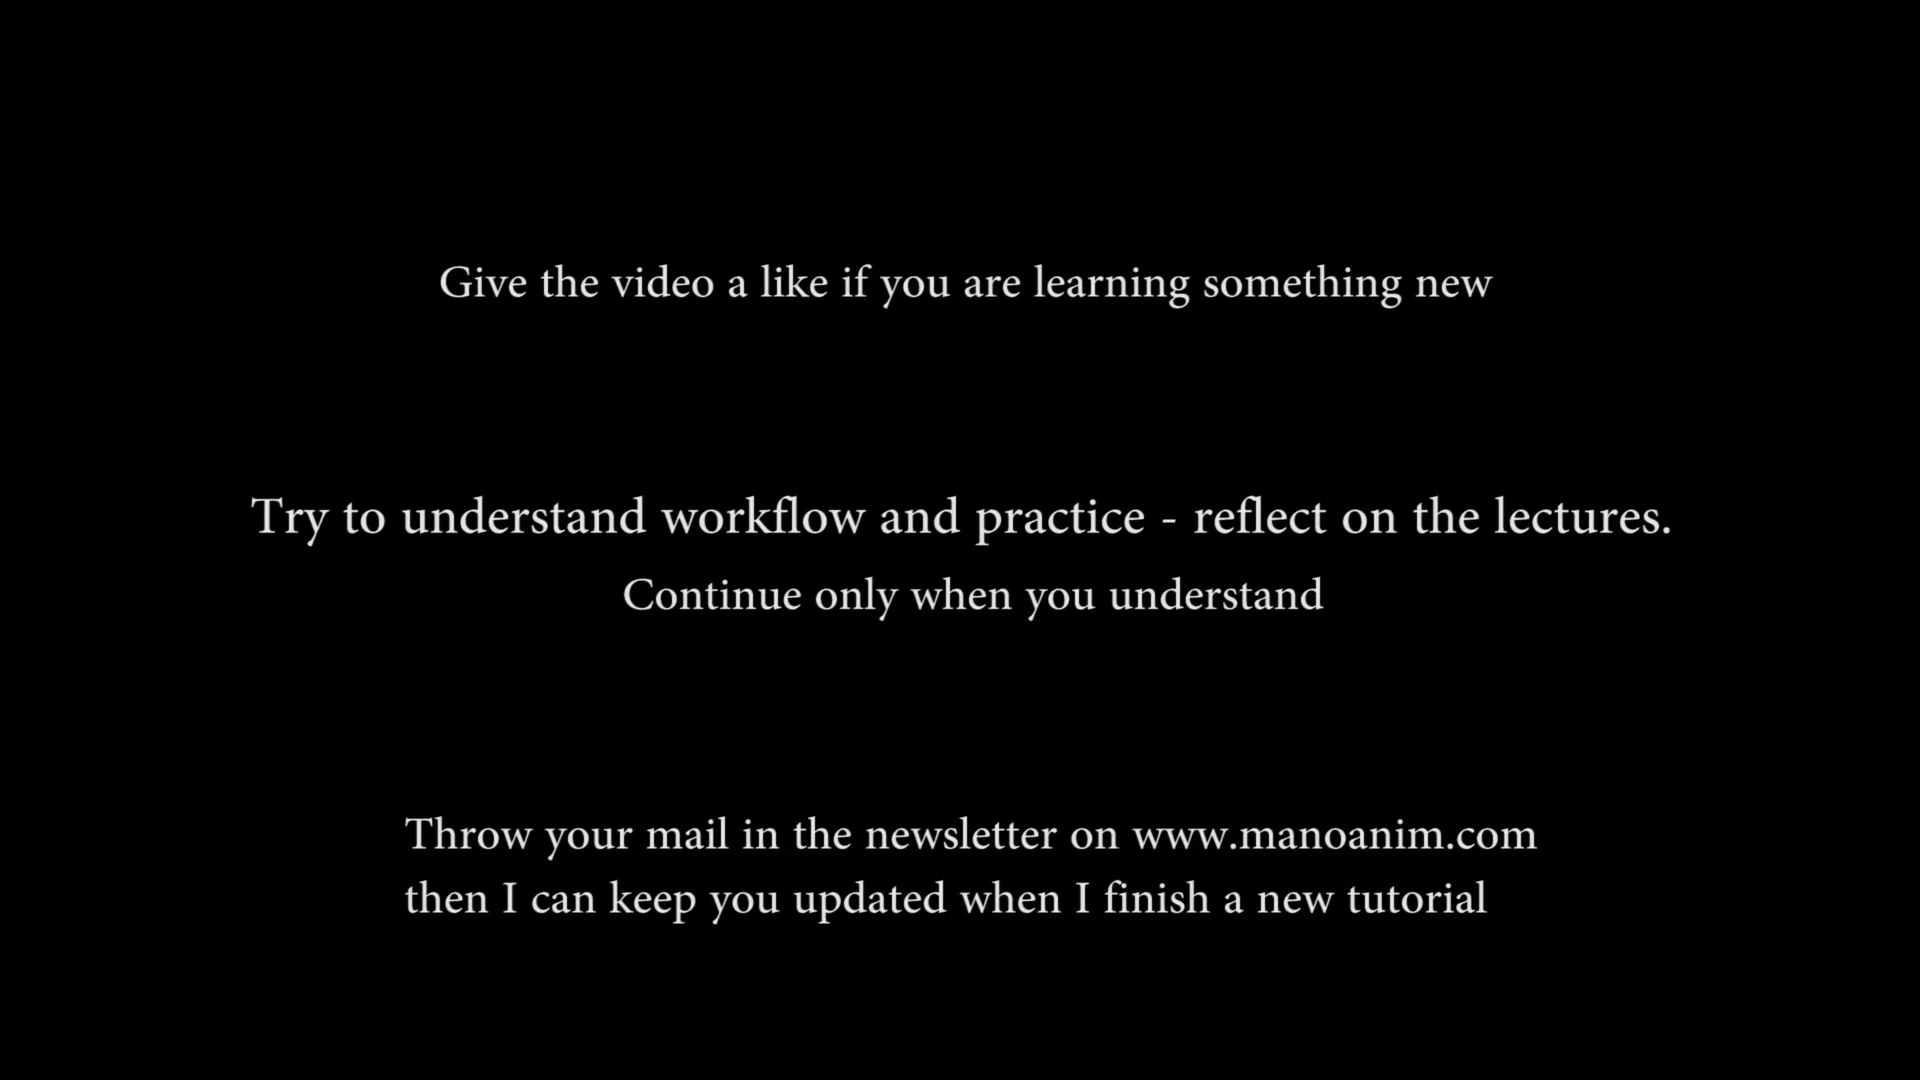 Give the video a like if you are learning something new
Try to understand workflow and practice - reflect on the lectures.
Continue only when you understand
Throw your mail in the newsletter on www.manoanim.com
then I can keep you updated when I finish a new tutorial